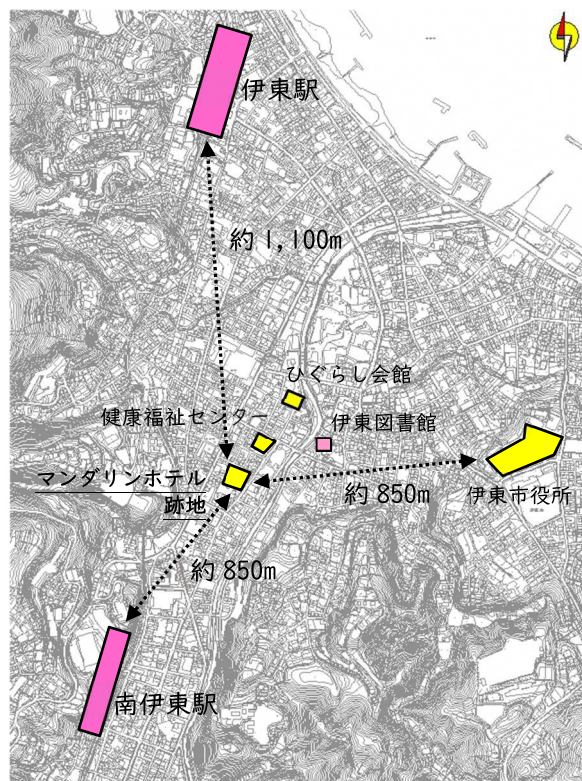 伊東駅
約1,100m
ひぐらし会館
健康福祉センター
伊東図書館
マンダリンホテル
跡地
約850m
伊東市役所
約850m
南伊東駅